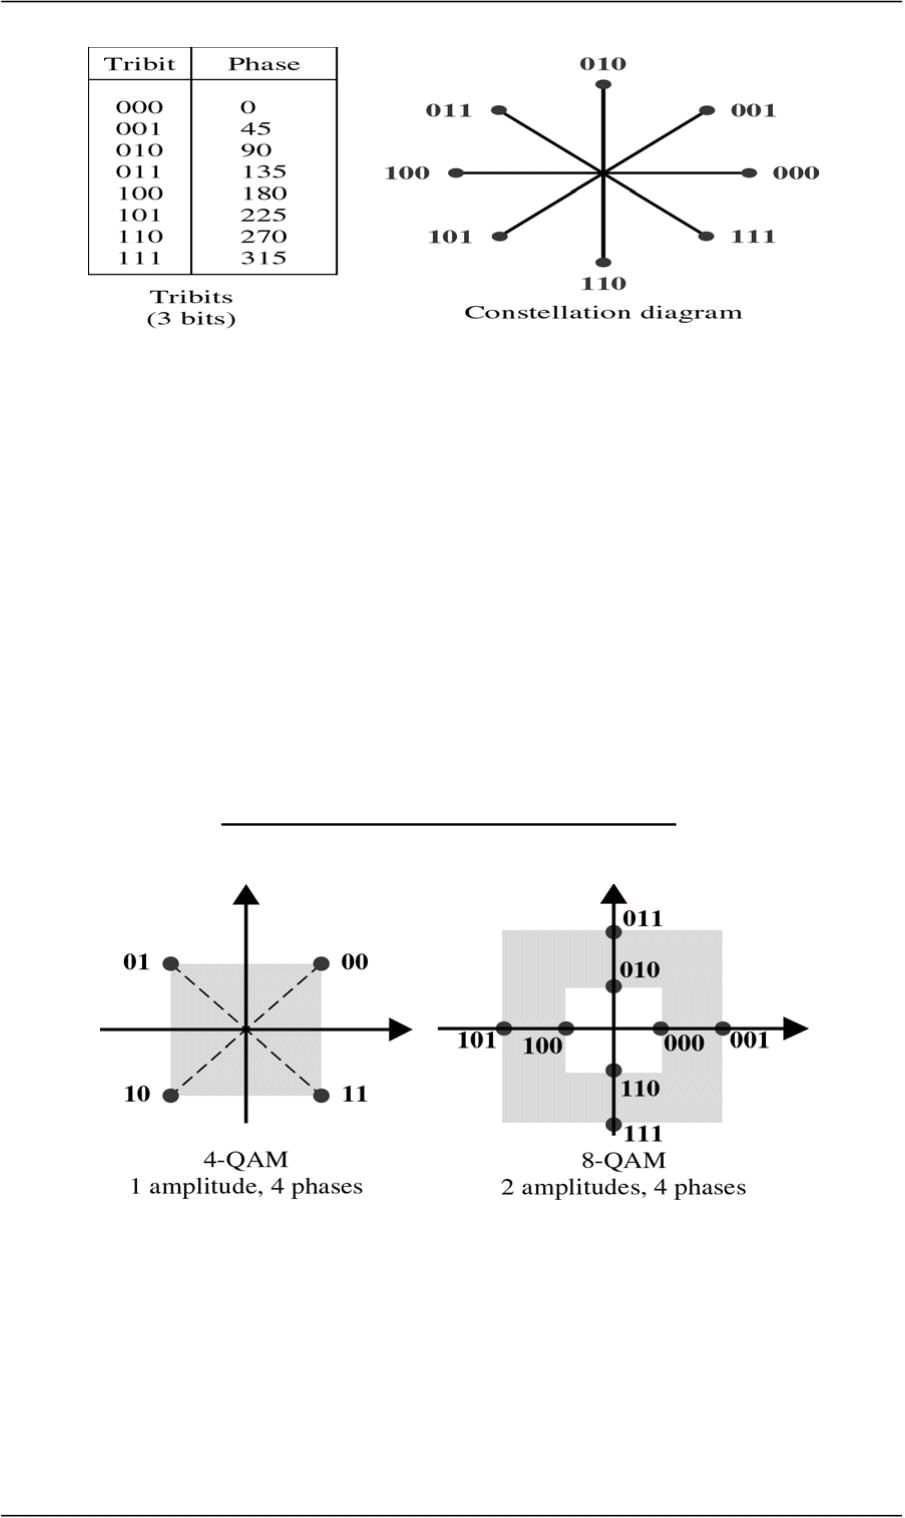 Tribit Phase
000 0
001 45
010 90
011 135
100 180
101 225
110 270
111 315
Tribits
(3 bits)
010
011 001
100 000
101 111
110
Constellation diagram
01 00
10 11
4-QAM
1 amplitude, 4 phases
011
010
101 100 000 001
110
111
8-QAM
2 amplitudes, 4 phases